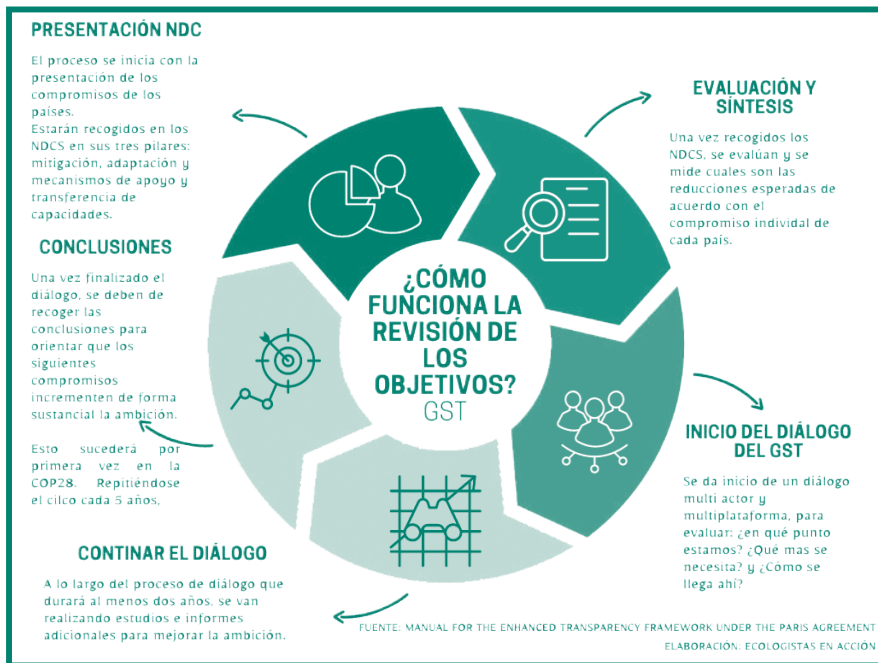 PRESENTACIÓN NDC
El proceso se inicia con la
presentación de los
compromisos de los
países.
Estarán recogidos en los
NDCS en sus tres pilares:
mitigación, adaptación y
mecanismos de apoyo y
transferencia de
capacidades.
EVALUACIÓN Y
SÍNTESIS
Una vez recogidos los
NDCS, se evalúan y se
mide cuales son las
reducciones esperadas de
acuerdo con el
compromiso individal de
cada país.
INICIO DEL DIÁLOGO
DEL GST
Se da inicio de un diálogo
multi actor y
multiplataforma, para
evaluar: ¿en qué punto
estamos? ¿Qué mas se
necesita? y ¿Cómo se
llega ahí?
CONTINAR EL DIÁLOGO
A lo largo del proceso de diálogo que
durará al menos dos años, se van
realizando estudios e informes
adicionales para mejorar la ambición.
CONCLUSIONES
Una vez finalizado el
diálogo, se deben de
recoger las
conclusiones para
orientar que los
siguientes
compromisos
incrementen de forma
sustancial la ambición.
Esto sucederá por
primera vez en la
COP28. Repitiéndose
el cilco cada 5 años,
¿CÓMO
FUNCIONA LA
REVISIÓN DE
LOS
OBJETIVOS?
GST
FUENTE: MANUAL FOR THE ENHANCED TRANSPARENCY FRAMEWORK UNDER THE PARIS AGREEMENT
ELABORACIÓN: ECOLOGISTAS EN ACCIÓN